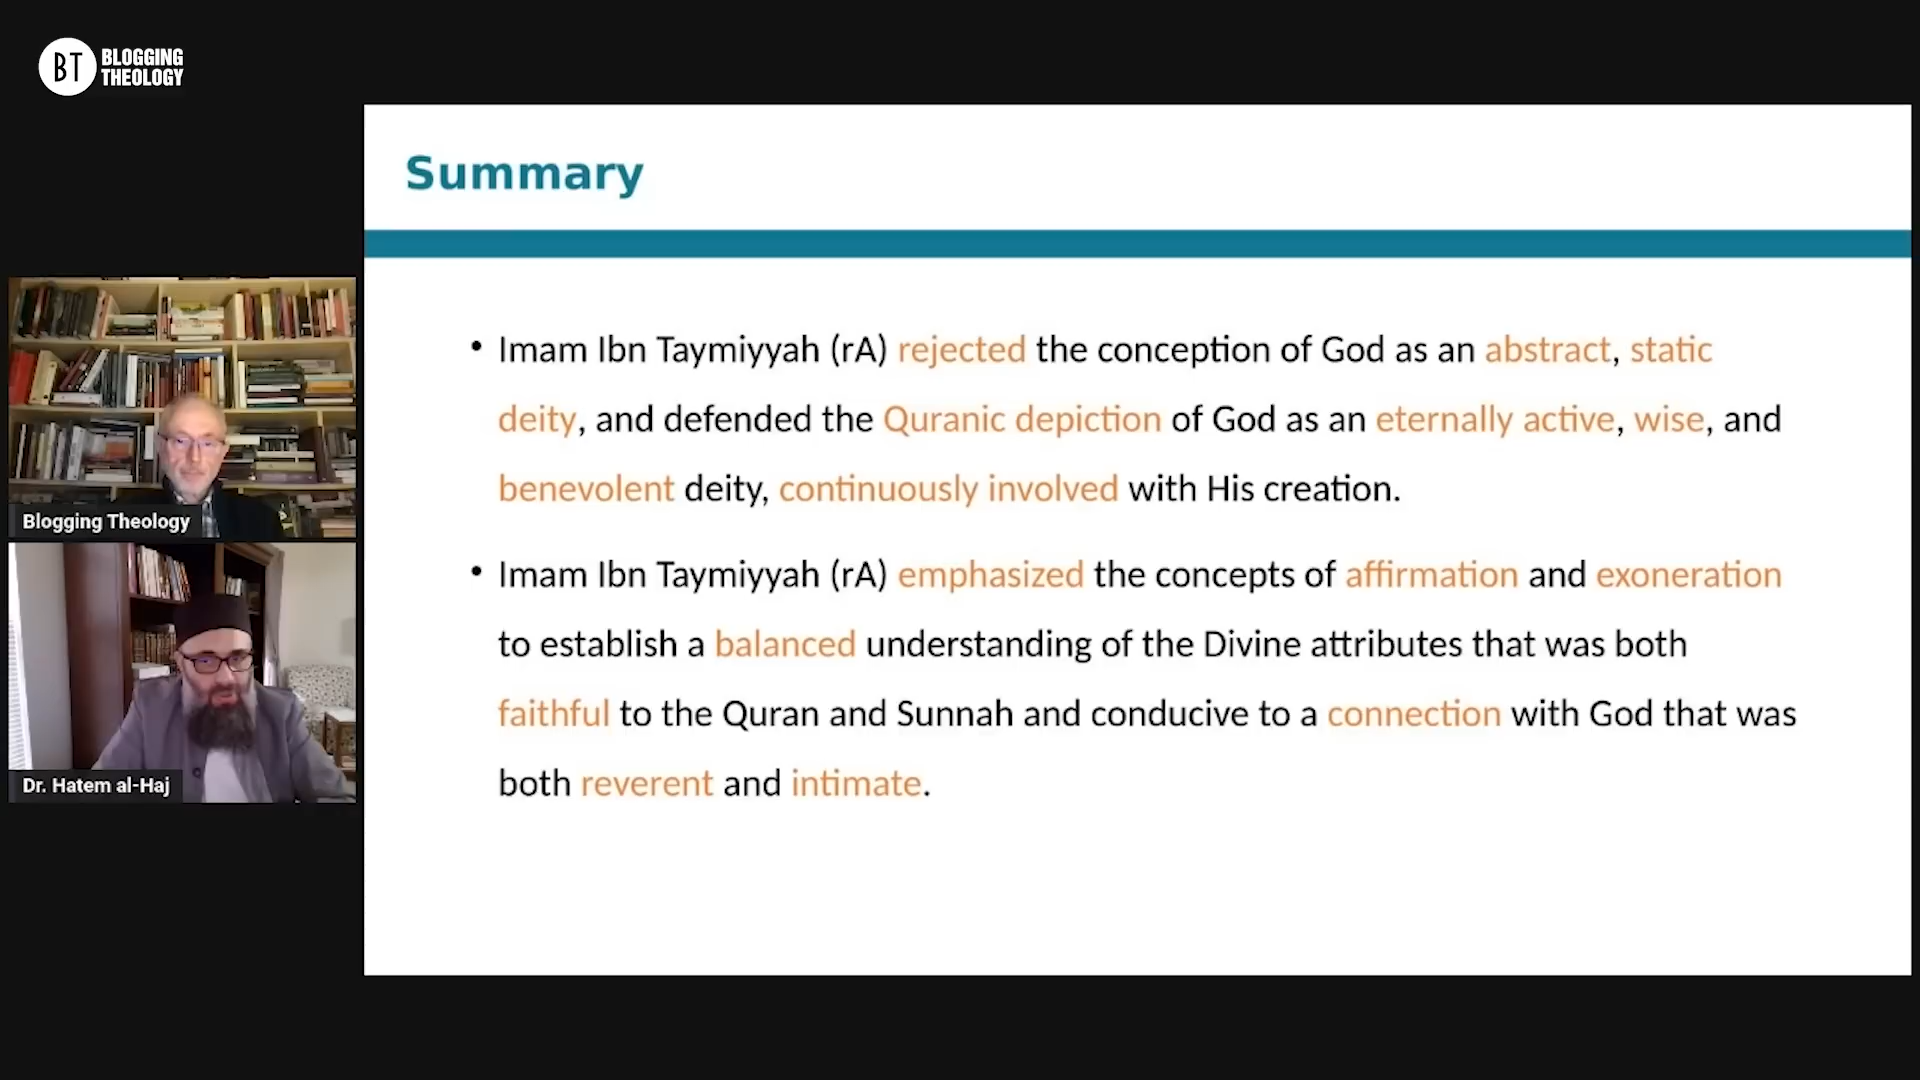 BT BLOGGING
THEOLOGY
Summary
• Imam Ibn Taymiyyah (rA) rejected the conception of God as an abstract, static
deity, and defended the Quranic depiction of God as an eternally active, wise, and
benevolent deity, continuously involved with His creation.
• Imam Ibn Taymiyyah (rA) emphasized the concepts of affirmation and exoneration
to establish a balanced understanding of the Divine attributes that was both
faithful to the Quran and Sunnah and conducive to a connection with God that was
both reverent and intimate.
Blogging Theology
Dr. Hatem al-Haj